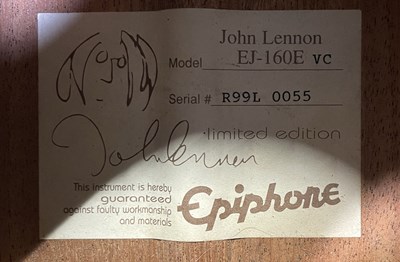 John Lennon
Model EJ-160E VC
Serial # R99L 0055
limited edition
John Lennon
This Instrument is hereby
guaranteed
against faulty workmanship
and materials
Epiphone